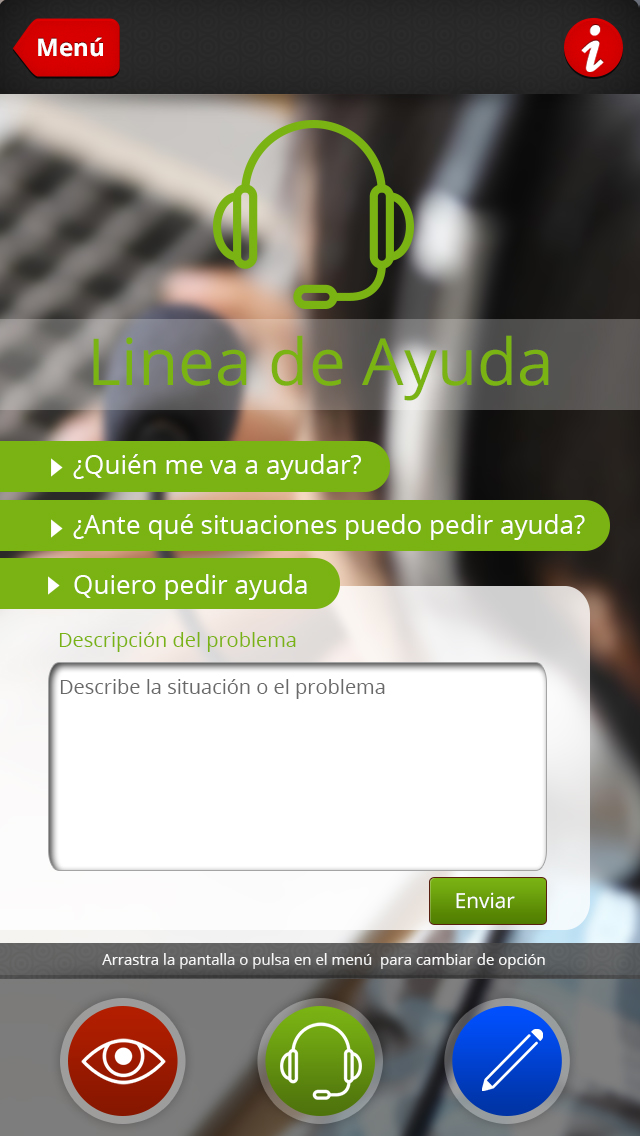 Menú
i
Linea de Ayuda
¿Quién me va a ayudar?
¿Ante qué situaciones puedo pedir ayuda?
Quiero pedir ayuda
Descripción del problema
Describe la situación o el problema
Enviar
Arrastra la pantalla o pulsa en el menú para cambiar de opción